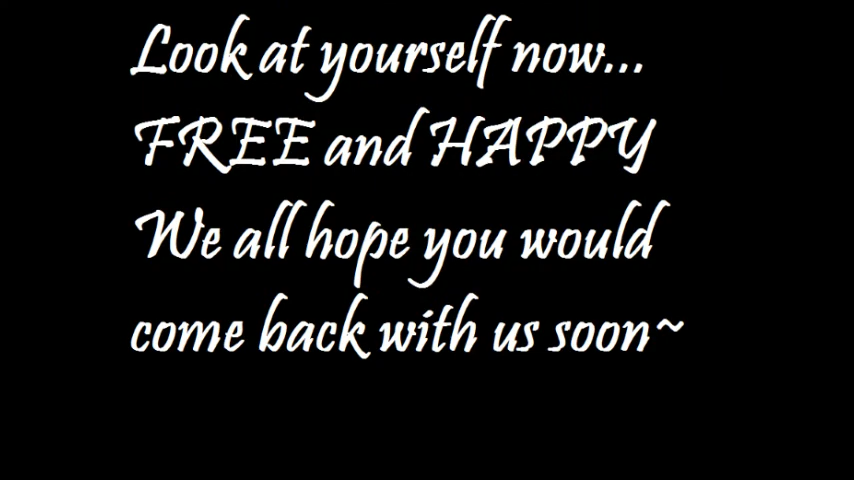 Look at yourself now...
FREE and HAPPY
We all hope you would
come back with us soon~